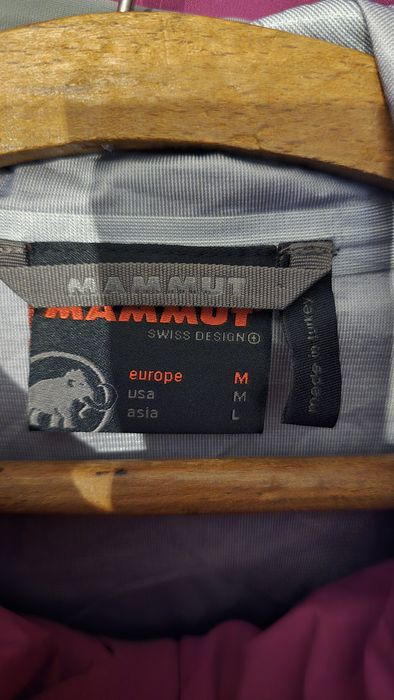 MAMMUT
MAMMUT
SWISS DESIGN
europe M
usa M
asia L
made in turkey